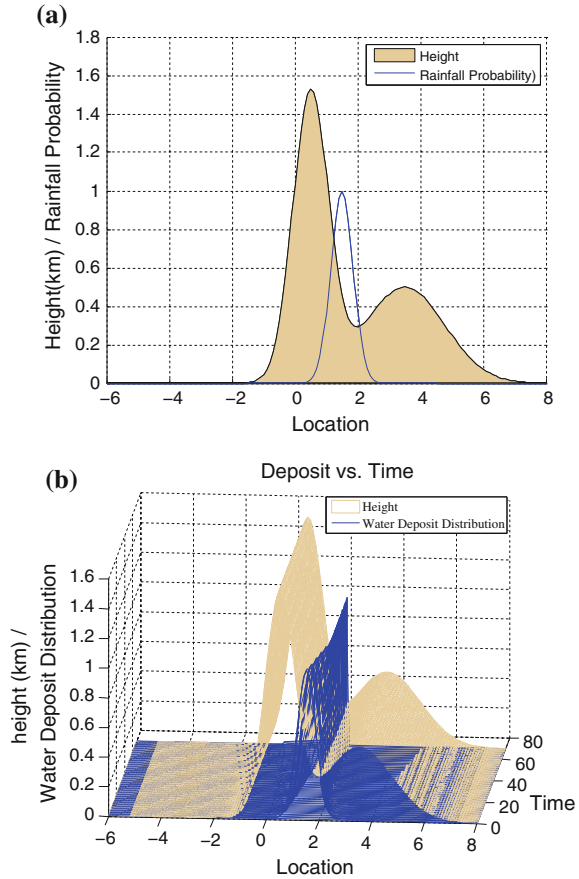 (a)
1.8
1.6
1.4
1.2
1
0.8
0.6
0.4
0.2
0
Height(km) / Rainfall Probability
Height
Rainfall Probability)
−6 −4 −2 0 2 4 6 8
Location
(b)
Deposit vs. Time
Height
Water Deposit Distribution
1.6
1.4
1.2
1
0.8
0.6
0.4
0.2
0
height (km) /
Water Deposit Distribution
80
60
40
20
0
Time
−6 −4 −2 0 2 4 6 8
Location